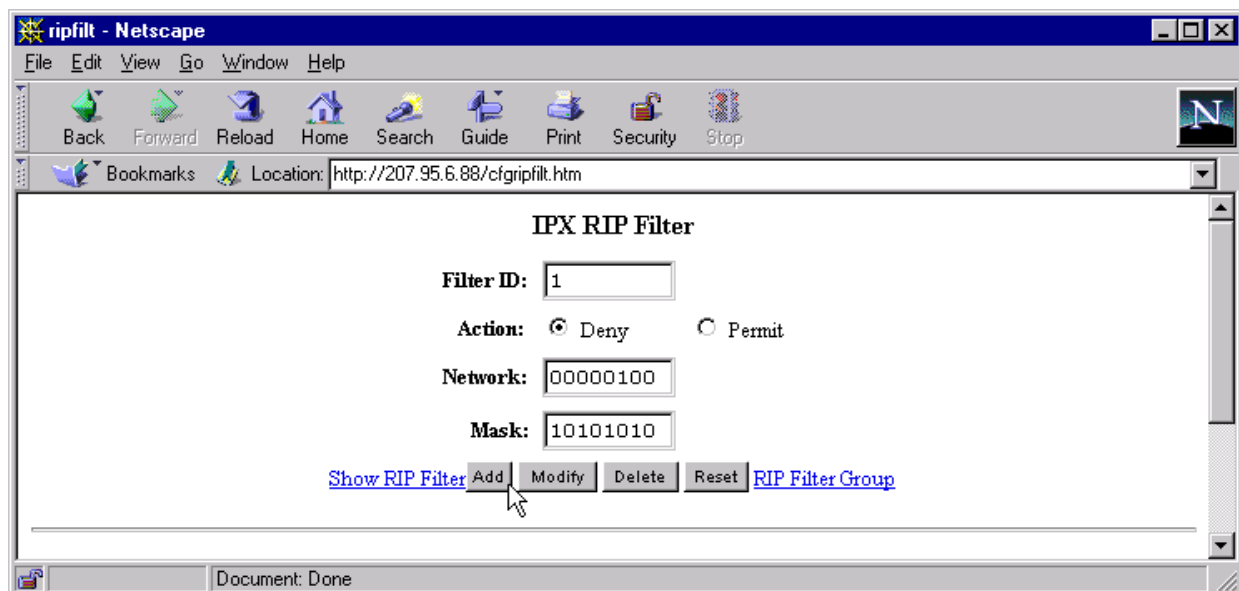 ripfilt - Netscape
File Edit View Go Window Help
Back Forward Reload Home Search Guide Print Security Stop
N
Bookmarks Location: http://207.95.6.88/cfgripfilt.htm
IPX RIP Filter
Filter ID: 1
Action: Deny Permit
Network: 00000100
Mask: 10101010
Show RIP Filter Add Modify Delete Reset RIP Filter Group
Document: Done